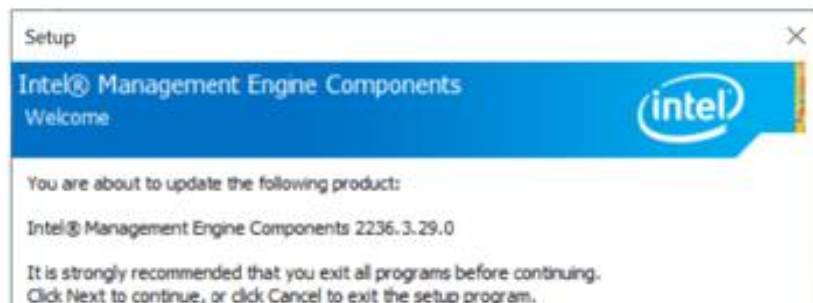 Setup
Intel® Management Engine Components
Welcome
intel
You are about to update the following product:
Intel® Management Engine Components 2236.3.29.0
It is strongly recommended that you exit all programs before continuing.
Click Next to continue, or click Cancel to exit the setup program.